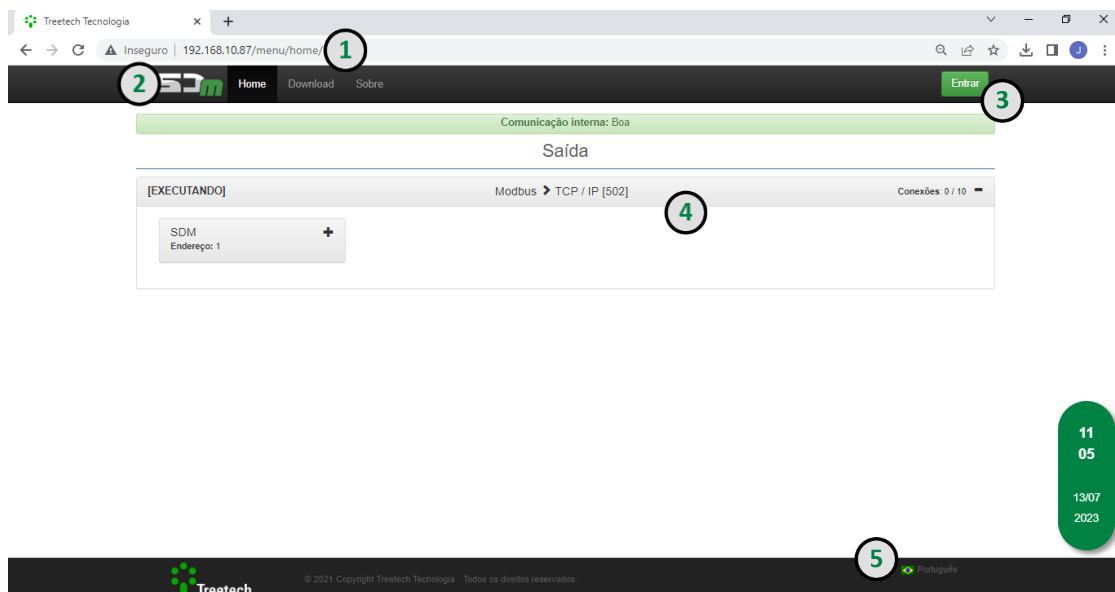 Treetech Tecnologia
Inseguro | 192.168.10.87/menu/home/
1
J
2
SDm
Home Download Sobre
Entrar
3
Comunicação interna: Boa
Saída
[EXECUTANDO]
Modbus > TCP / IP [502]
Conexões: 0 / 10
4
SDM
Endereço: 1
11
05
13/07
2023
5
Português
Treetech
© 2021 Copyright Treetech Tecnologia - Todos os direitos reservados.